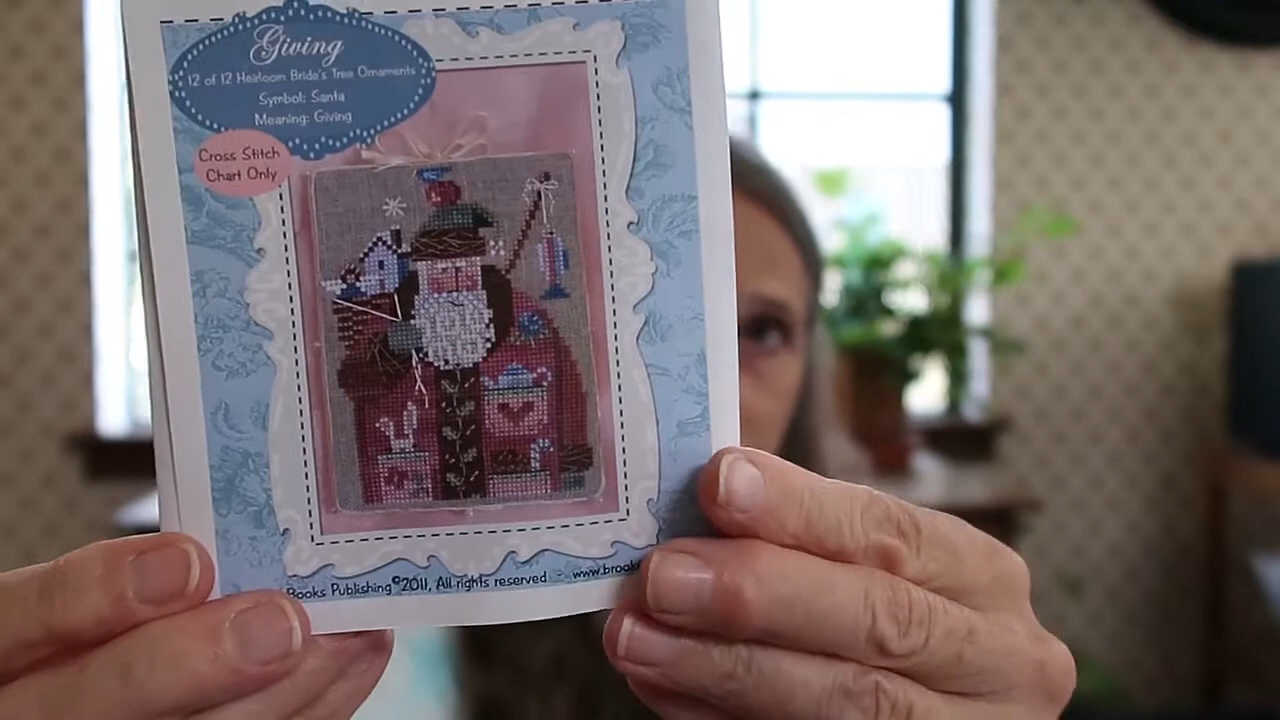 Giving
12 of 12 Heirloom Bride's Tree Ornaments
Symbol: Santa
Meaning: Giving
Cross Stitch
Chart Only
Books Publishing©2011, All rights reserved - www.brooks